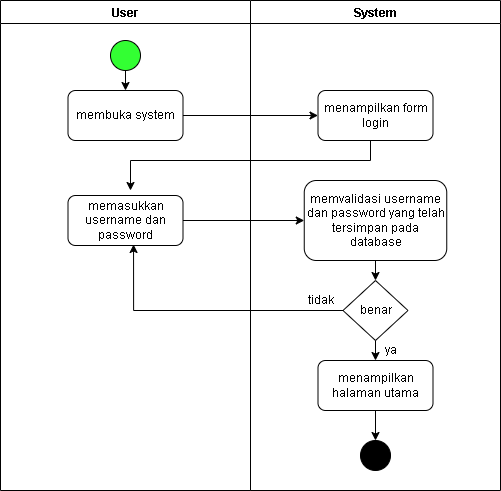 User
System
membuka system
menampilkan form
login
memasukkan
username dan
password
memvalidasi username
dan password yang telah
tersimpan pada
database
benar
tidak
ya
menampilkan
halaman utama